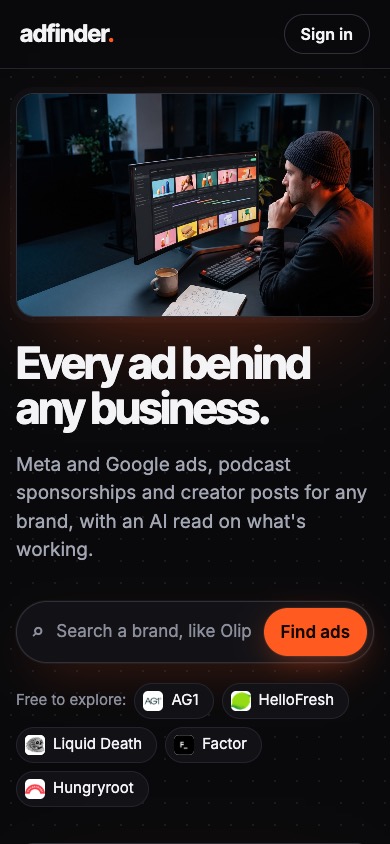 adfinder.
Sign in
Every ad behind
any business.
Meta and Google ads, podcast
sponsorships and creator posts for any
brand, with an AI read on what's
working.
Search a brand, like Olip
Find ads
Free to explore:
AG1
AG1
HelloFresh
Liquid Death
F_
Factor
Hungryroot